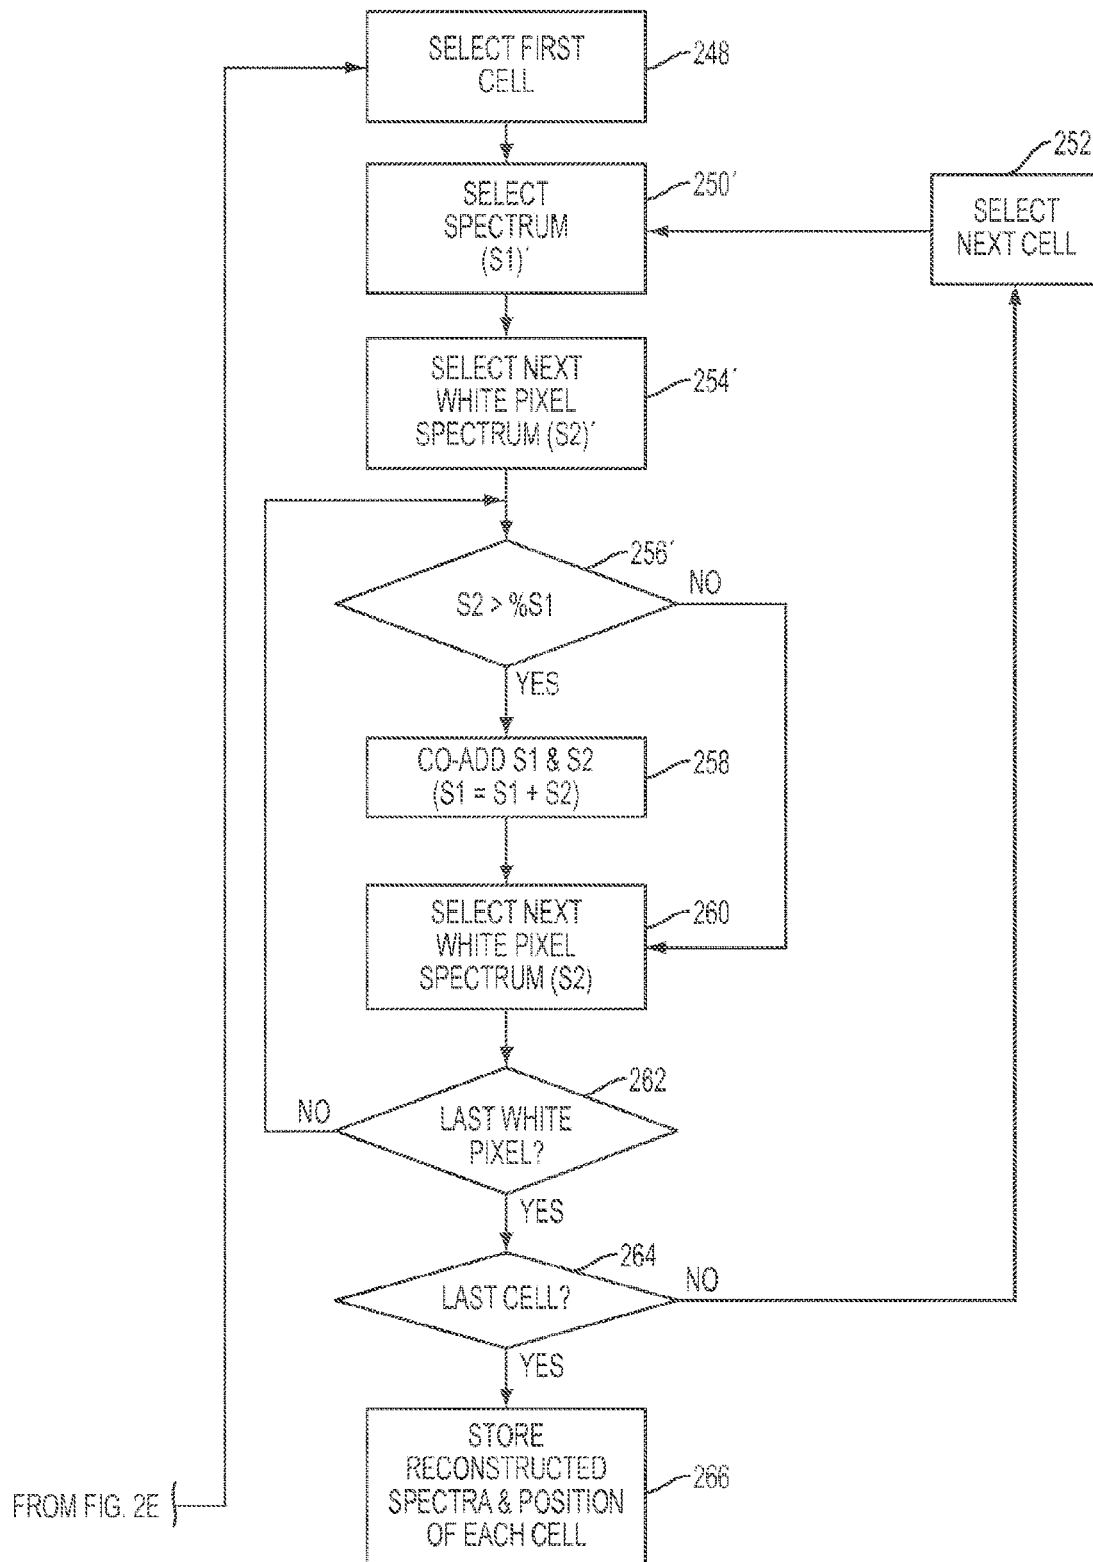 SELECT FIRST
CELL
248
SELECT
SPECTRUM
(S1)´
250´
252
SELECT
NEXT CELL
SELECT NEXT
WHITE PIXEL
SPECTRUM (S2)´
254´
256´
S2 > %S1
NO
YES
CO-ADD S1 & S2
(S1 = S1 + S2)
258
SELECT NEXT
WHITE PIXEL
SPECTRUM (S2)
260
262
NO
LAST WHITE
PIXEL?
YES
264
LAST CELL?
NO
YES
STORE
RECONSTRUCTED
SPECTRA & POSITION
OF EACH CELL
266
FROM FIG. 2E